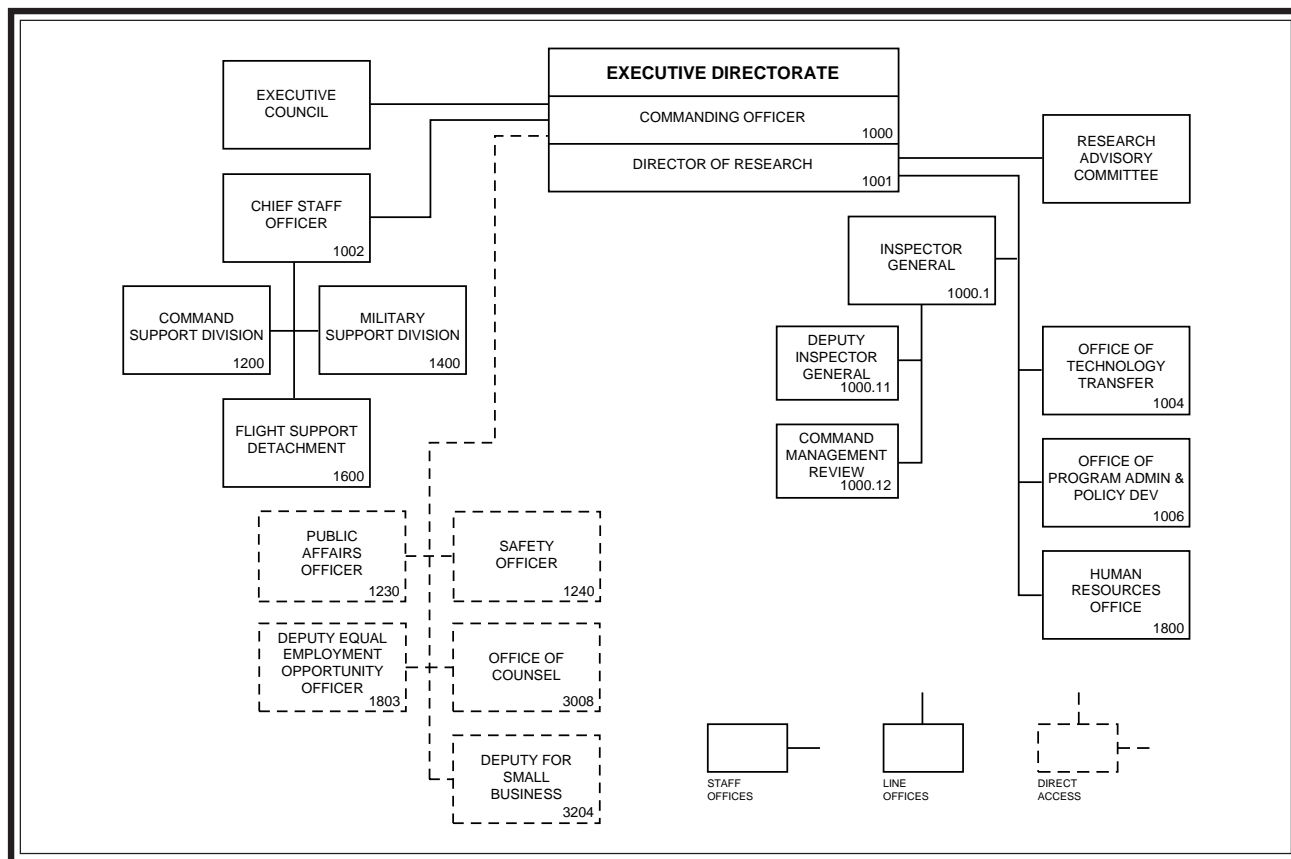 EXECUTIVE DIRECTORATE
COMMANDING OFFICER
1000
DIRECTOR OF RESEARCH
1001
EXECUTIVE
COUNCIL
RESEARCH
ADVISORY
COMMITTEE
CHIEF STAFF
OFFICER
1002
INSPECTOR
GENERAL
1000.1
COMMAND
SUPPORT DIVISION
1200
MILITARY
SUPPORT DIVISION
1400
DEPUTY
INSPECTOR
GENERAL
1000.11
OFFICE OF
TECHNOLOGY
TRANSFER
1004
FLIGHT SUPPORT
DETACHMENT
1600
COMMAND
MANAGEMENT
REVIEW
1000.12
OFFICE OF
PROGRAM ADMIN &
POLICY DEV
1006
PUBLIC
AFFAIRS
OFFICER
1230
SAFETY
OFFICER
1240
HUMAN
RESOURCES
OFFICE
1800
DEPUTY EQUAL
EMPLOYMENT
OPPORTUNITY
OFFICER
1803
OFFICE OF
COUNSEL
3008
DEPUTY FOR
SMALL
BUSINESS
3204
STAFF
OFFICES
LINE
OFFICES
DIRECT
ACCESS